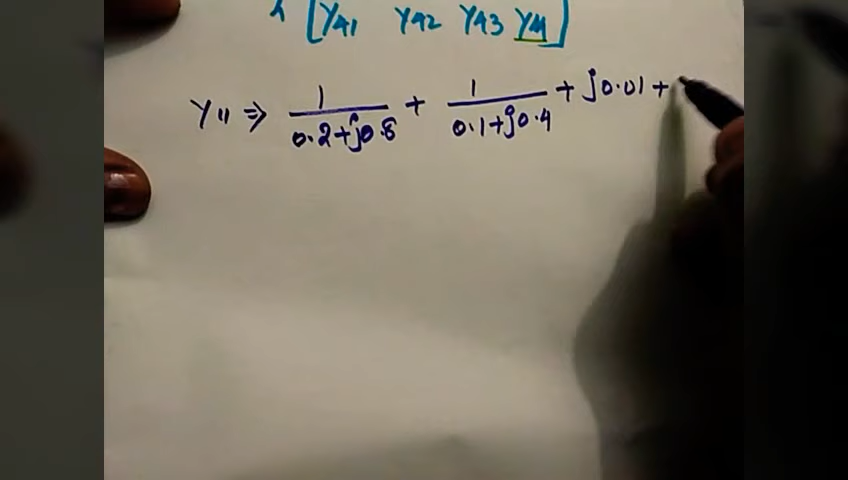 [Y41 Y42 Y43 Y44]
Y11 ⇒ 1/(0.2+j0.8) + 1/(0.1+j0.4) + j0.01 +